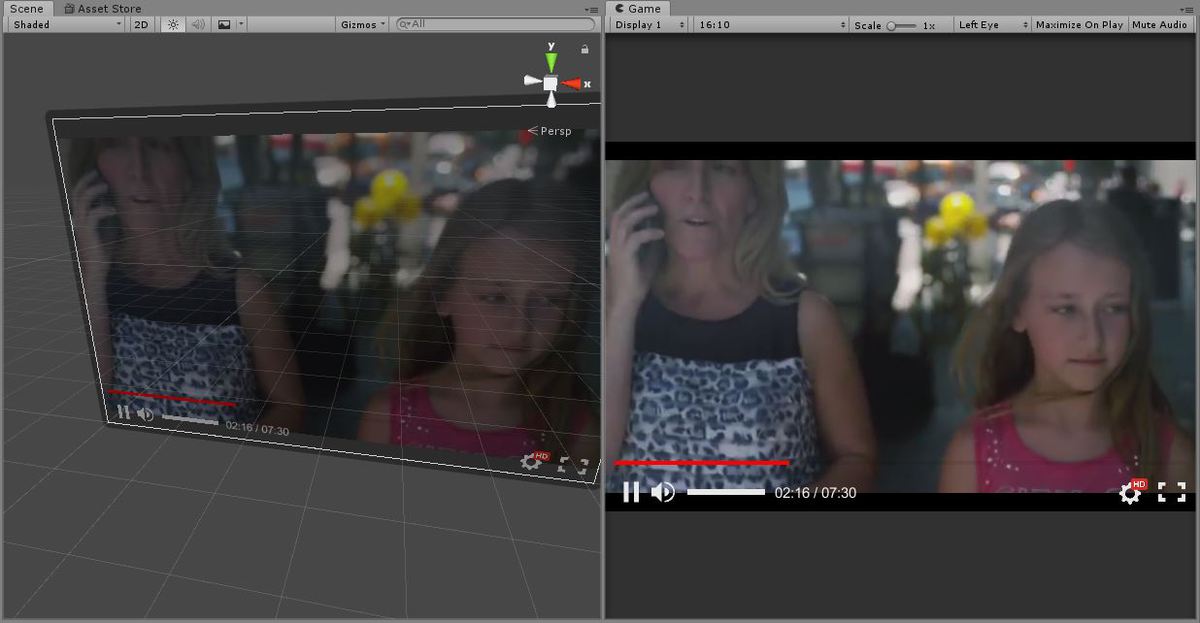 Scene
Asset Store
Game
Shaded
2D
Gizmos
All
Display 1
16:10
Scale
1x
Left Eye
Maximize On Play
Mute Audio
y
x
Persp
02:16 / 07:30
HD
02:16 / 07:30
HD